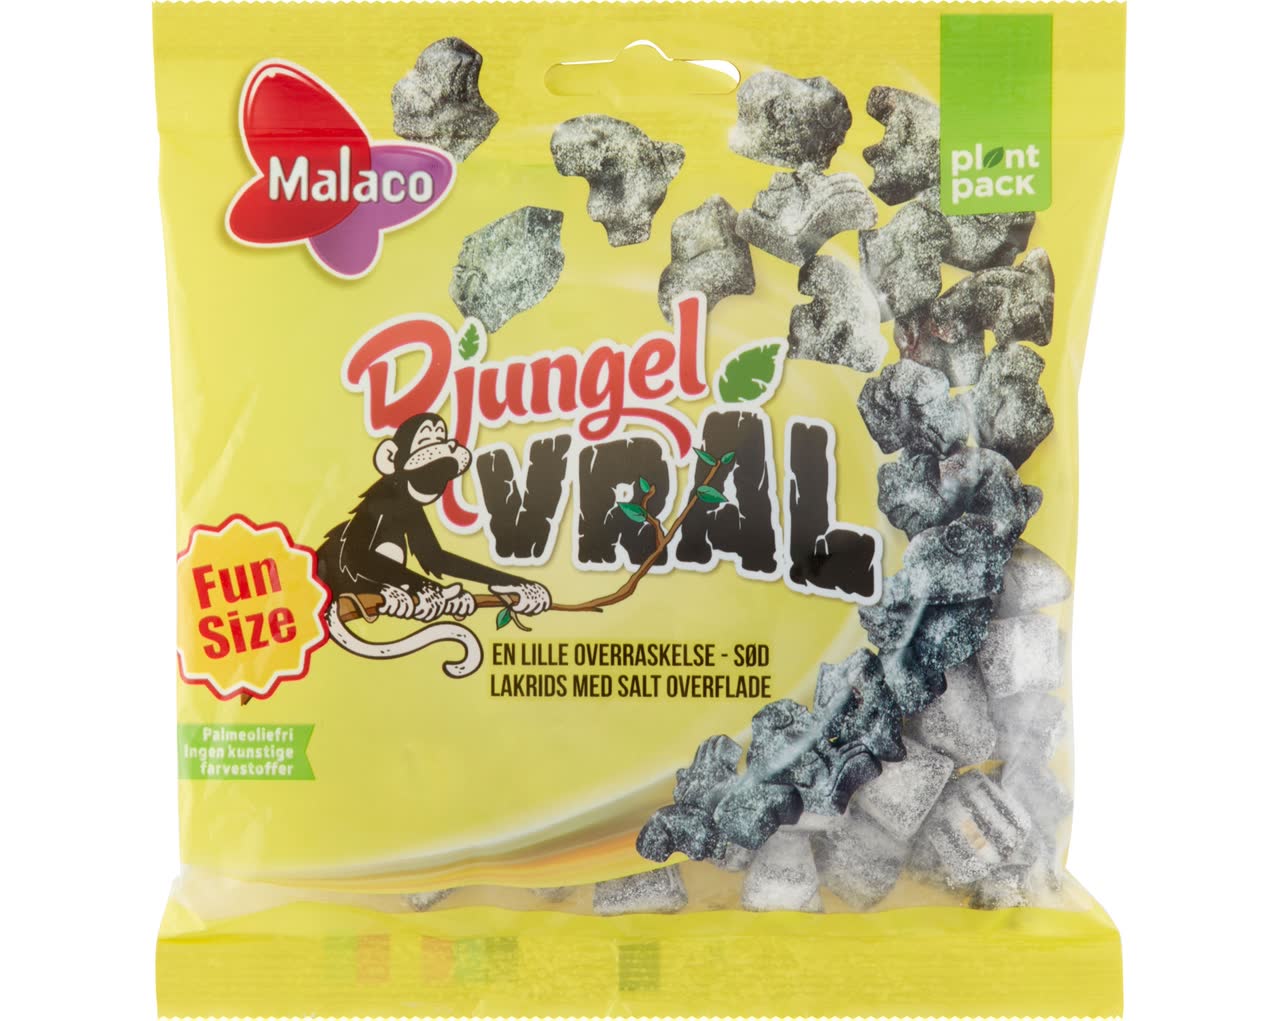 Malaco
plant
pack
Djungel
VRÅL
Fun
Size
EN LILLE OVERRASKELSE - SØD
LAKRIDS MED SALT OVERFLADE
Palmeoliefri
Ingen kunstige
farvestoffer